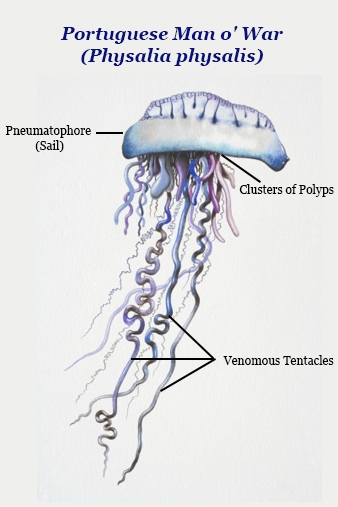 Portuguese Man o' War
(Physalia physalis)
Pneumatophore
(Sail)
Clusters of Polyps
Venomous Tentacles